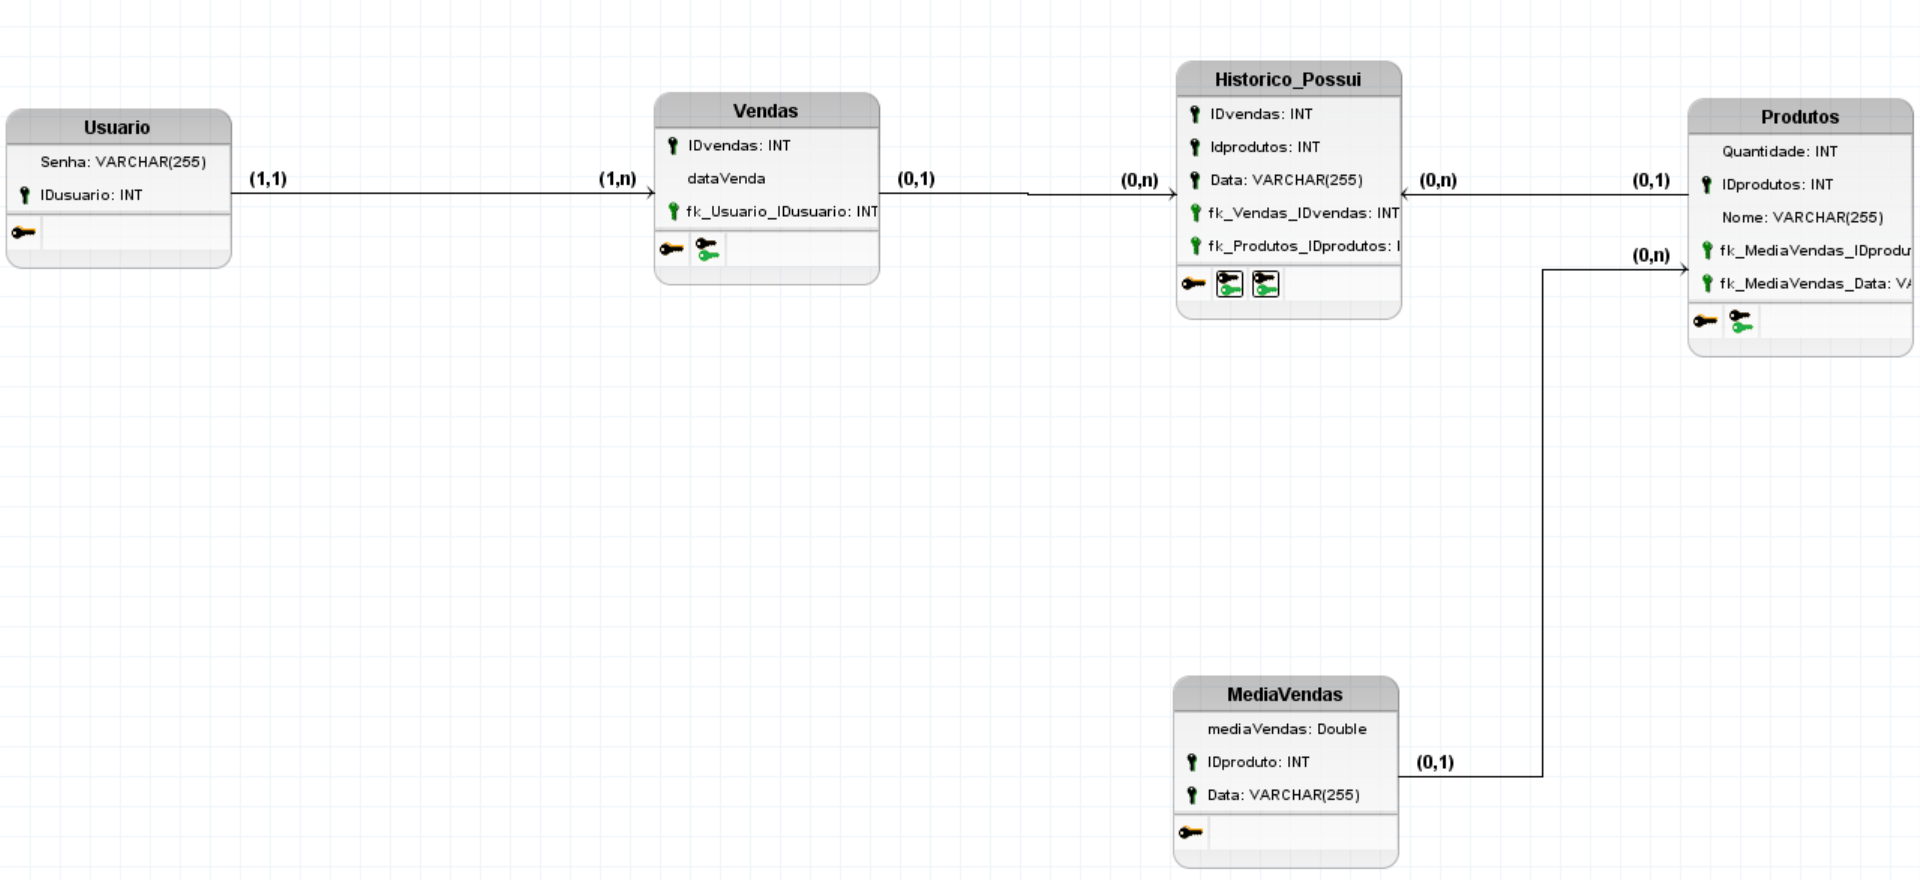 Usuario
Senha: VARCHAR(255)
IDusuario: INT
(1,1)
(1,n)
Vendas
IDvendas: INT
dataVenda
fk_Usuario_IDusuario: INT
(0,1)
(0,n)
Historico_Possui
IDvendas: INT
Idprodutos: INT
Data: VARCHAR(255)
fk_Vendas_IDvendas: INT
fk_Produtos_IDprodutos: I
(0,n)
(0,1)
(0,n)
Produtos
Quantidade: INT
IDprodutos: INT
Nome: VARCHAR(255)
fk_MediaVendas_IDprodu
fk_MediaVendas_Data: VA
MediaVendas
mediaVendas: Double
IDproduto: INT
Data: VARCHAR(255)
(0,1)